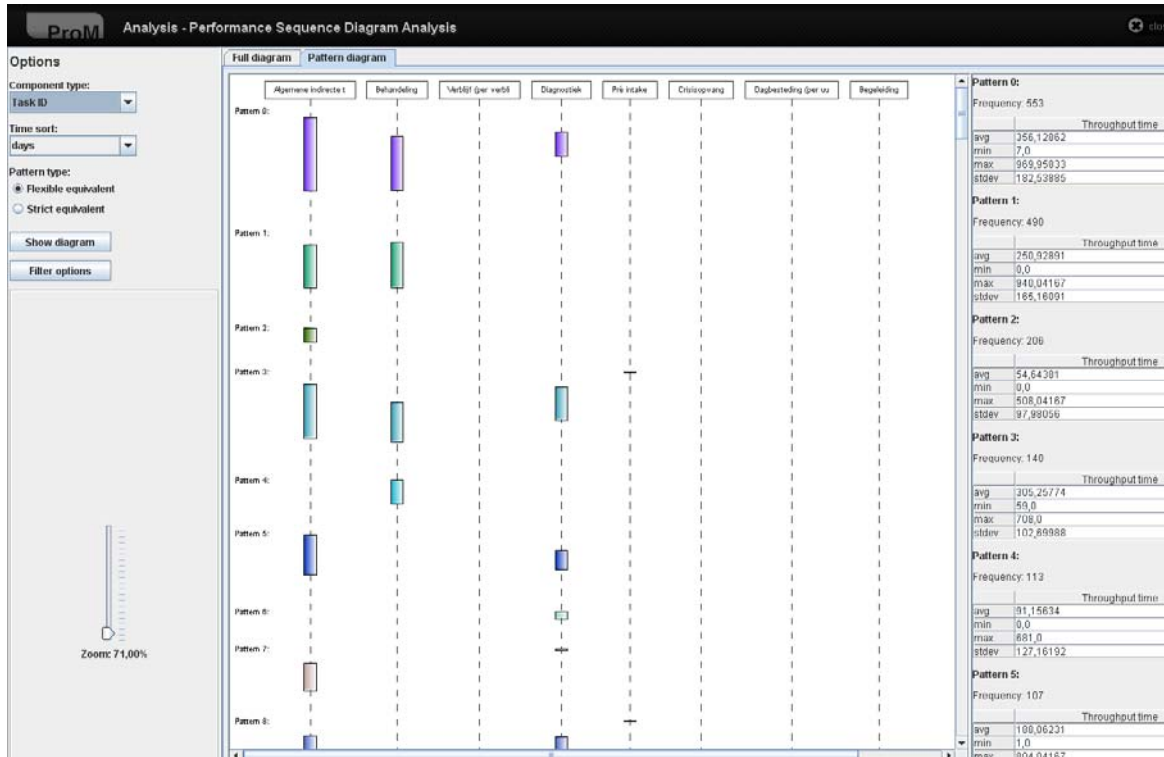 ProM Analysis - Performance Sequence Diagram Analysis clo
Options
Component type:
Task ID
Time sort:
days
Pattern type:
Flexible equivalent
Strict equivalent
Show diagram
Filter options
Zoom: 71,00%
Full diagram Pattern diagram
Algemene indirecte t Behandeling Verblijf (per verbli Diagnostiek Pré intake Crisisopvang Dagbesteding (per uu Begeleiding
Pattern 0:
Pattern 1:
Pattern 2:
Pattern 3:
Pattern 4:
Pattern 5:
Pattern 6:
Pattern 7:
Pattern 8:
Pattern 0:
Frequency: 553
Throughput time
avg 356,12862
min 7,0
max 969,95833
stdev 182,53885
Pattern 1:
Frequency: 490
Throughput time
avg 250,92891
min 0,0
max 940,04167
stdev 165,16091
Pattern 2:
Frequency: 206
Throughput time
avg 54,64381
min 0,0
max 508,04167
stdev 97,98056
Pattern 3:
Frequency: 140
Throughput time
avg 305,25774
min 59,0
max 708,0
stdev 102,69988
Pattern 4:
Frequency: 113
Throughput time
avg 91,15634
min 0,0
max 681,0
stdev 127,16192
Pattern 5:
Frequency: 107
Throughput time
avg 188,06231
min 1,0
max